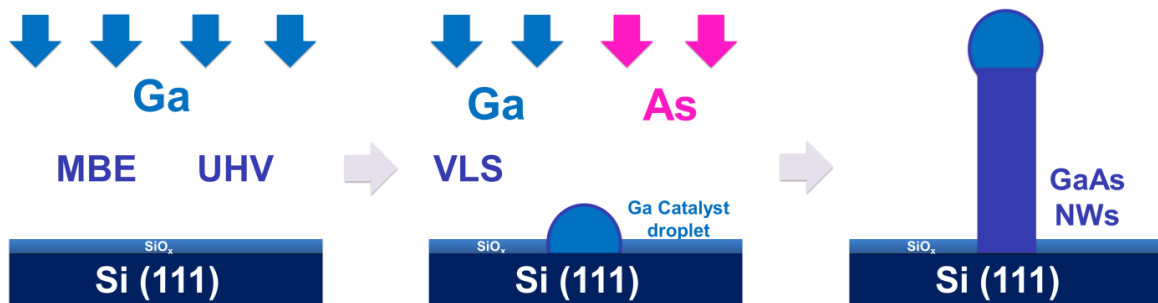 Ga
MBE UHV
SiOₓ
Si (111)
Ga As
VLS
Ga Catalyst
droplet
SiOₓ
Si (111)
GaAs
NWs
SiOₓ
Si (111)